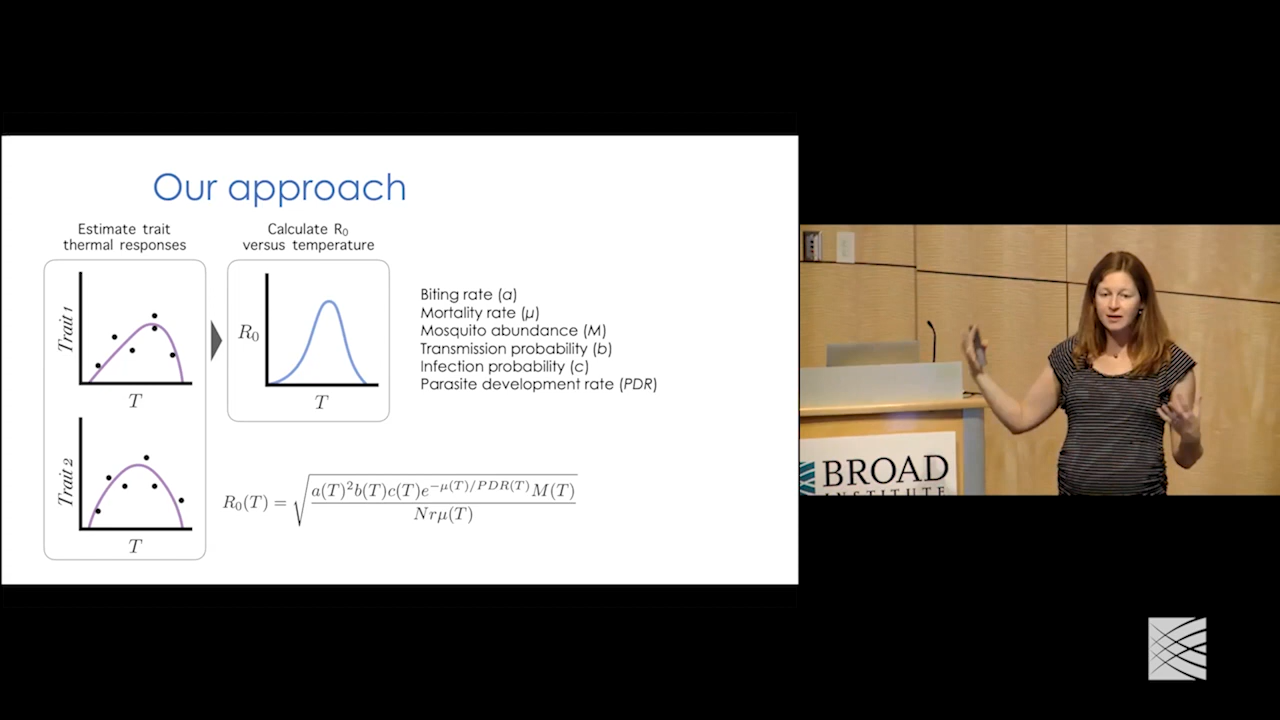 Our approach
Estimate trait
thermal responses
Calculate R₀
versus temperature
Trait 1
T
R₀
T
Biting rate (a)
Mortality rate (μ)
Mosquito abundance (M)
Transmission probability (b)
Infection probability (c)
Parasite development rate (PDR)
Trait 2
T
R₀(T) = √(a(T)²b(T)c(T)e^(−μ(T)/PDR(T))M(T) / Nrμ(T))
BROAD
INSTITUTE